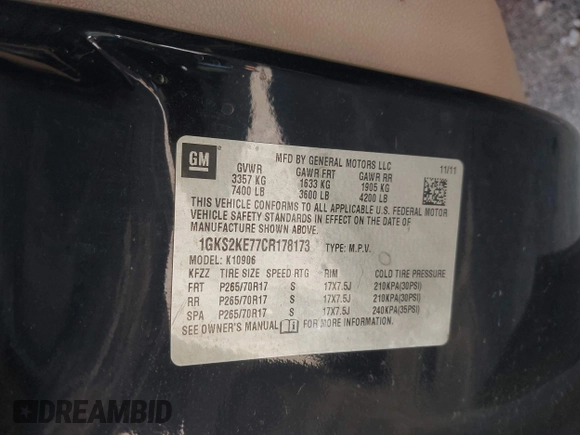 GM
MFD BY GENERAL MOTORS LLC 11/11
GVWR GAWR FRT GAWR RR
3357 KG 1633 KG 1905 KG
7400 LB 3600 LB 4200 LB
THIS VEHICLE CONFORMS TO ALL APPLICABLE U.S. FEDERAL MOTOR
VEHICLE SAFETY STANDARDS IN EFFECT ON THE DATE OF
MANUFACTURE SHOWN ABOVE.
1GKS2KE77CR178173 TYPE: M.P.V.
MODEL: K10906
KFZZ TIRE SIZE SPEED RTG RIM COLD TIRE PRESSURE
FRT P265/70R17 S 17X7.5J 210KPA(30PSI)
RR P265/70R17 S 17X7.5J 210KPA(30PSI)
SPA P265/70R17 S 17X7.5J 240KPA(35PSI)
SEE OWNER'S MANUAL FOR MORE INFORMATION.
DREAMBID